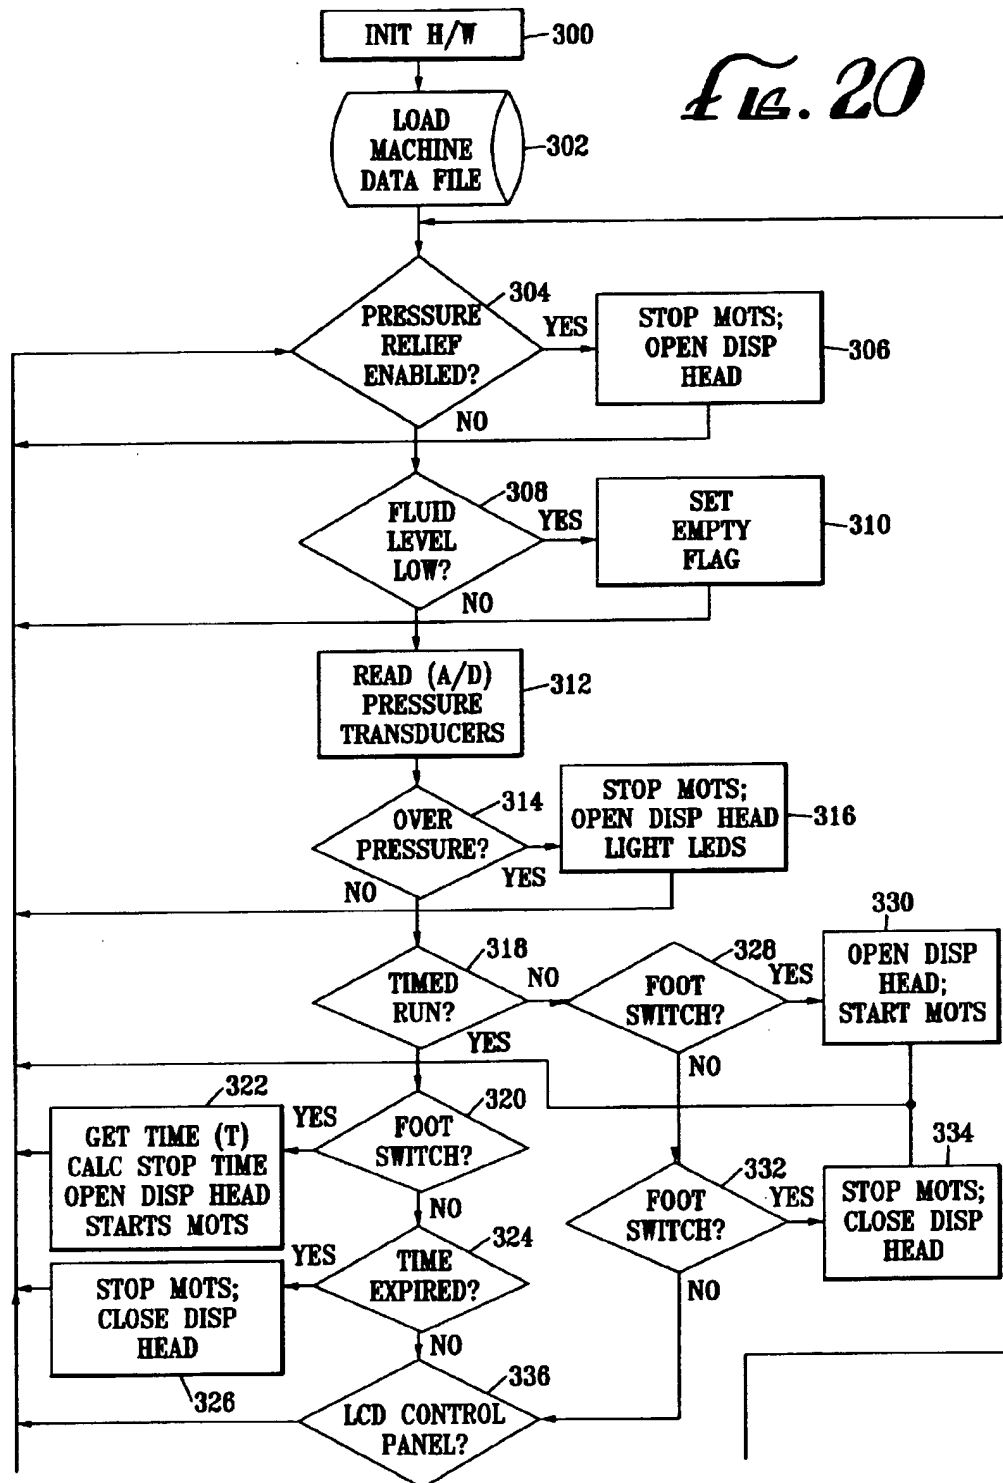 INIT H/W
300
FIG. 20
LOAD
MACHINE
DATA FILE
302
304
PRESSURE
RELIEF
ENABLED?
YES
NO
STOP MOTS;
OPEN DISP
HEAD
306
308
FLUID
LEVEL
LOW?
YES
NO
SET
EMPTY
FLAG
310
READ (A/D)
PRESSURE
TRANSDUCERS
312
314
OVER
PRESSURE?
NO
YES
STOP MOTS;
OPEN DISP HEAD
LIGHT LEDS
316
318
TIMED
RUN?
NO
YES
328
FOOT
SWITCH?
YES
NO
330
OPEN DISP
HEAD;
START MOTS
320
FOOT
SWITCH?
YES
NO
322
GET TIME (T)
CALC STOP TIME
OPEN DISP HEAD
STARTS MOTS
332
FOOT
SWITCH?
YES
NO
334
STOP MOTS;
CLOSE DISP
HEAD
324
TIME
EXPIRED?
YES
NO
STOP MOTS;
CLOSE DISP
HEAD
326
336
LCD CONTROL
PANEL?